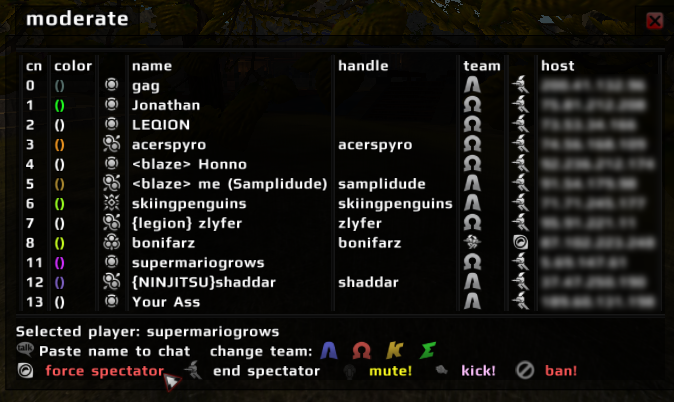 moderate
cn color name handle team host
0 () gag Λ
1 () Jonathan Ω
2 () LEQION Ω
3 () acerspyro acerspyro Ω
4 () <blaze> Honno Ω
5 () <blaze> me (Samplidude) samplidude Λ
6 () skiingpenguins skiingpenguins Λ
7 () {legion} zlyfer zlyfer Ω
8 () bonifarz bonifarz
11 () supermariogrows Ω
12 () {NINJITSU}shaddar shaddar Λ
13 () Your Ass Λ
Selected player: supermariogrows
talk Paste name to chat change team: Λ Ω K Σ
force spectator end spectator mute! kick! ban!